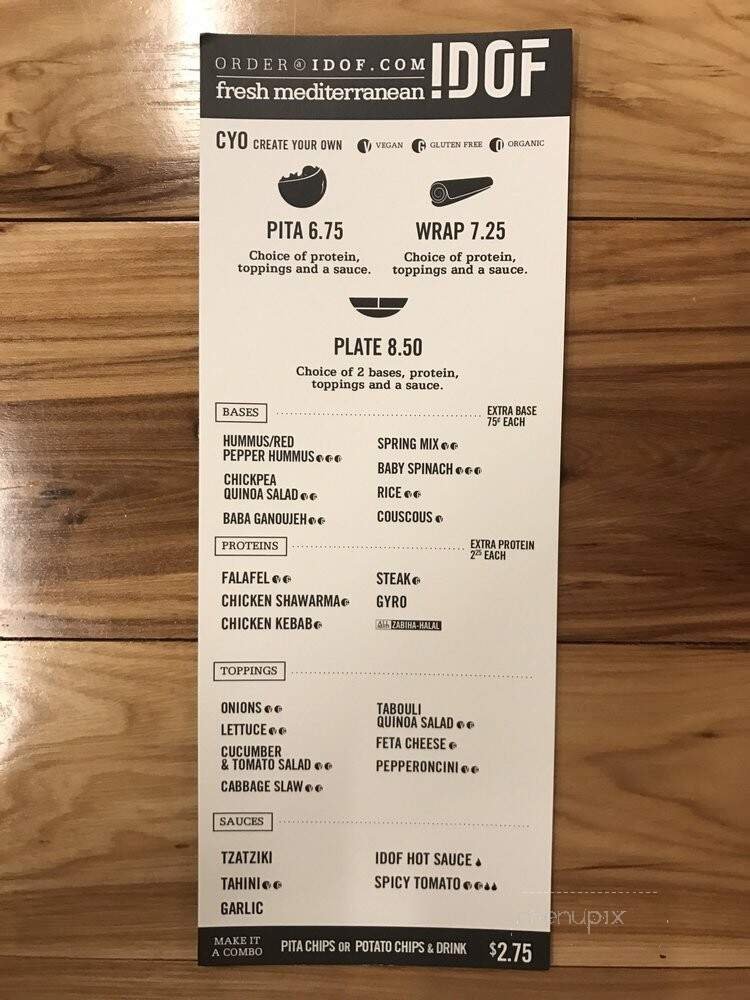 ORDER@IDOF.COM
fresh mediterranean
IDOF
CYO CREATE YOUR OWN V VEGAN G GLUTEN FREE O ORGANIC
PITA 6.75
Choice of protein,
toppings and a sauce.
WRAP 7.25
Choice of protein,
toppings and a sauce.
PLATE 8.50
Choice of 2 bases, protein,
toppings and a sauce.
BASES
EXTRA BASE
75¢ EACH
HUMMUS/RED
PEPPER HUMMUS
CHICKPEA
QUINOA SALAD
BABA GANOUJEH
SPRING MIX
BABY SPINACH
RICE
COUSCOUS
PROTEINS
EXTRA PROTEIN
2²⁵ EACH
FALAFEL
CHICKEN SHAWARMA
CHICKEN KEBAB
STEAK
GYRO
ALL ZABIHA-HALAL
TOPPINGS
ONIONS
LETTUCE
CUCUMBER
& TOMATO SALAD
CABBAGE SLAW
TABOULI
QUINOA SALAD
FETA CHEESE
PEPPERONCINI
SAUCES
TZATZIKI
TAHINI
GARLIC
IDOF HOT SAUCE
SPICY TOMATO
MAKE IT
A COMBO
PITA CHIPS OR POTATO CHIPS & DRINK
$2.75
menupix